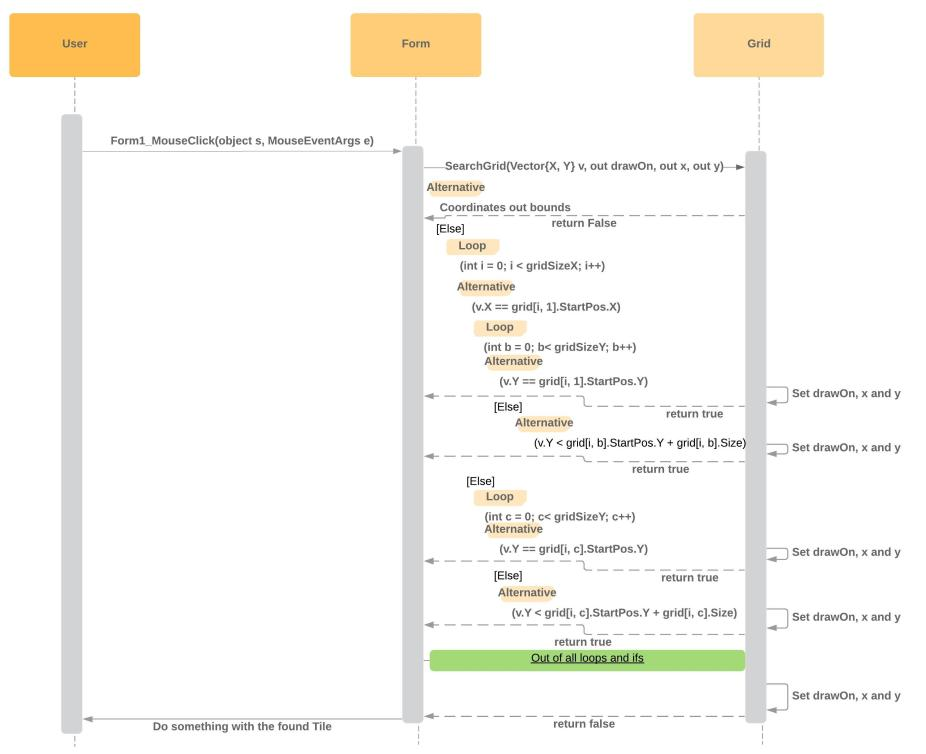 User
Form
Grid
Form1_MouseClick(object s, MouseEventArgs e)
SearchGrid(Vector{X, Y} v, out drawOn, out x, out y)
Alternative
Coordinates out bounds
return False
[Else]
Loop
(int i = 0; i < gridSizeX; i++)
Alternative
(v.X == grid[i, 1].StartPos.X)
Loop
(int b = 0; b< gridSizeY; b++)
Alternative
(v.Y == grid[i, 1].StartPos.Y)
Set drawOn, x and y
return true
[Else]
Alternative
(v.Y < grid[i, b].StartPos.Y + grid[i, b].Size)
Set drawOn, x and y
return true
[Else]
Loop
(int c = 0; c< gridSizeY; c++)
Alternative
(v.Y == grid[i, c].StartPos.Y)
Set drawOn, x and y
return true
[Else]
Alternative
(v.Y < grid[i, c].StartPos.Y + grid[i, c].Size)
Set drawOn, x and y
return true
Out of all loops and ifs
Set drawOn, x and y
return false
Do something with the found Tile